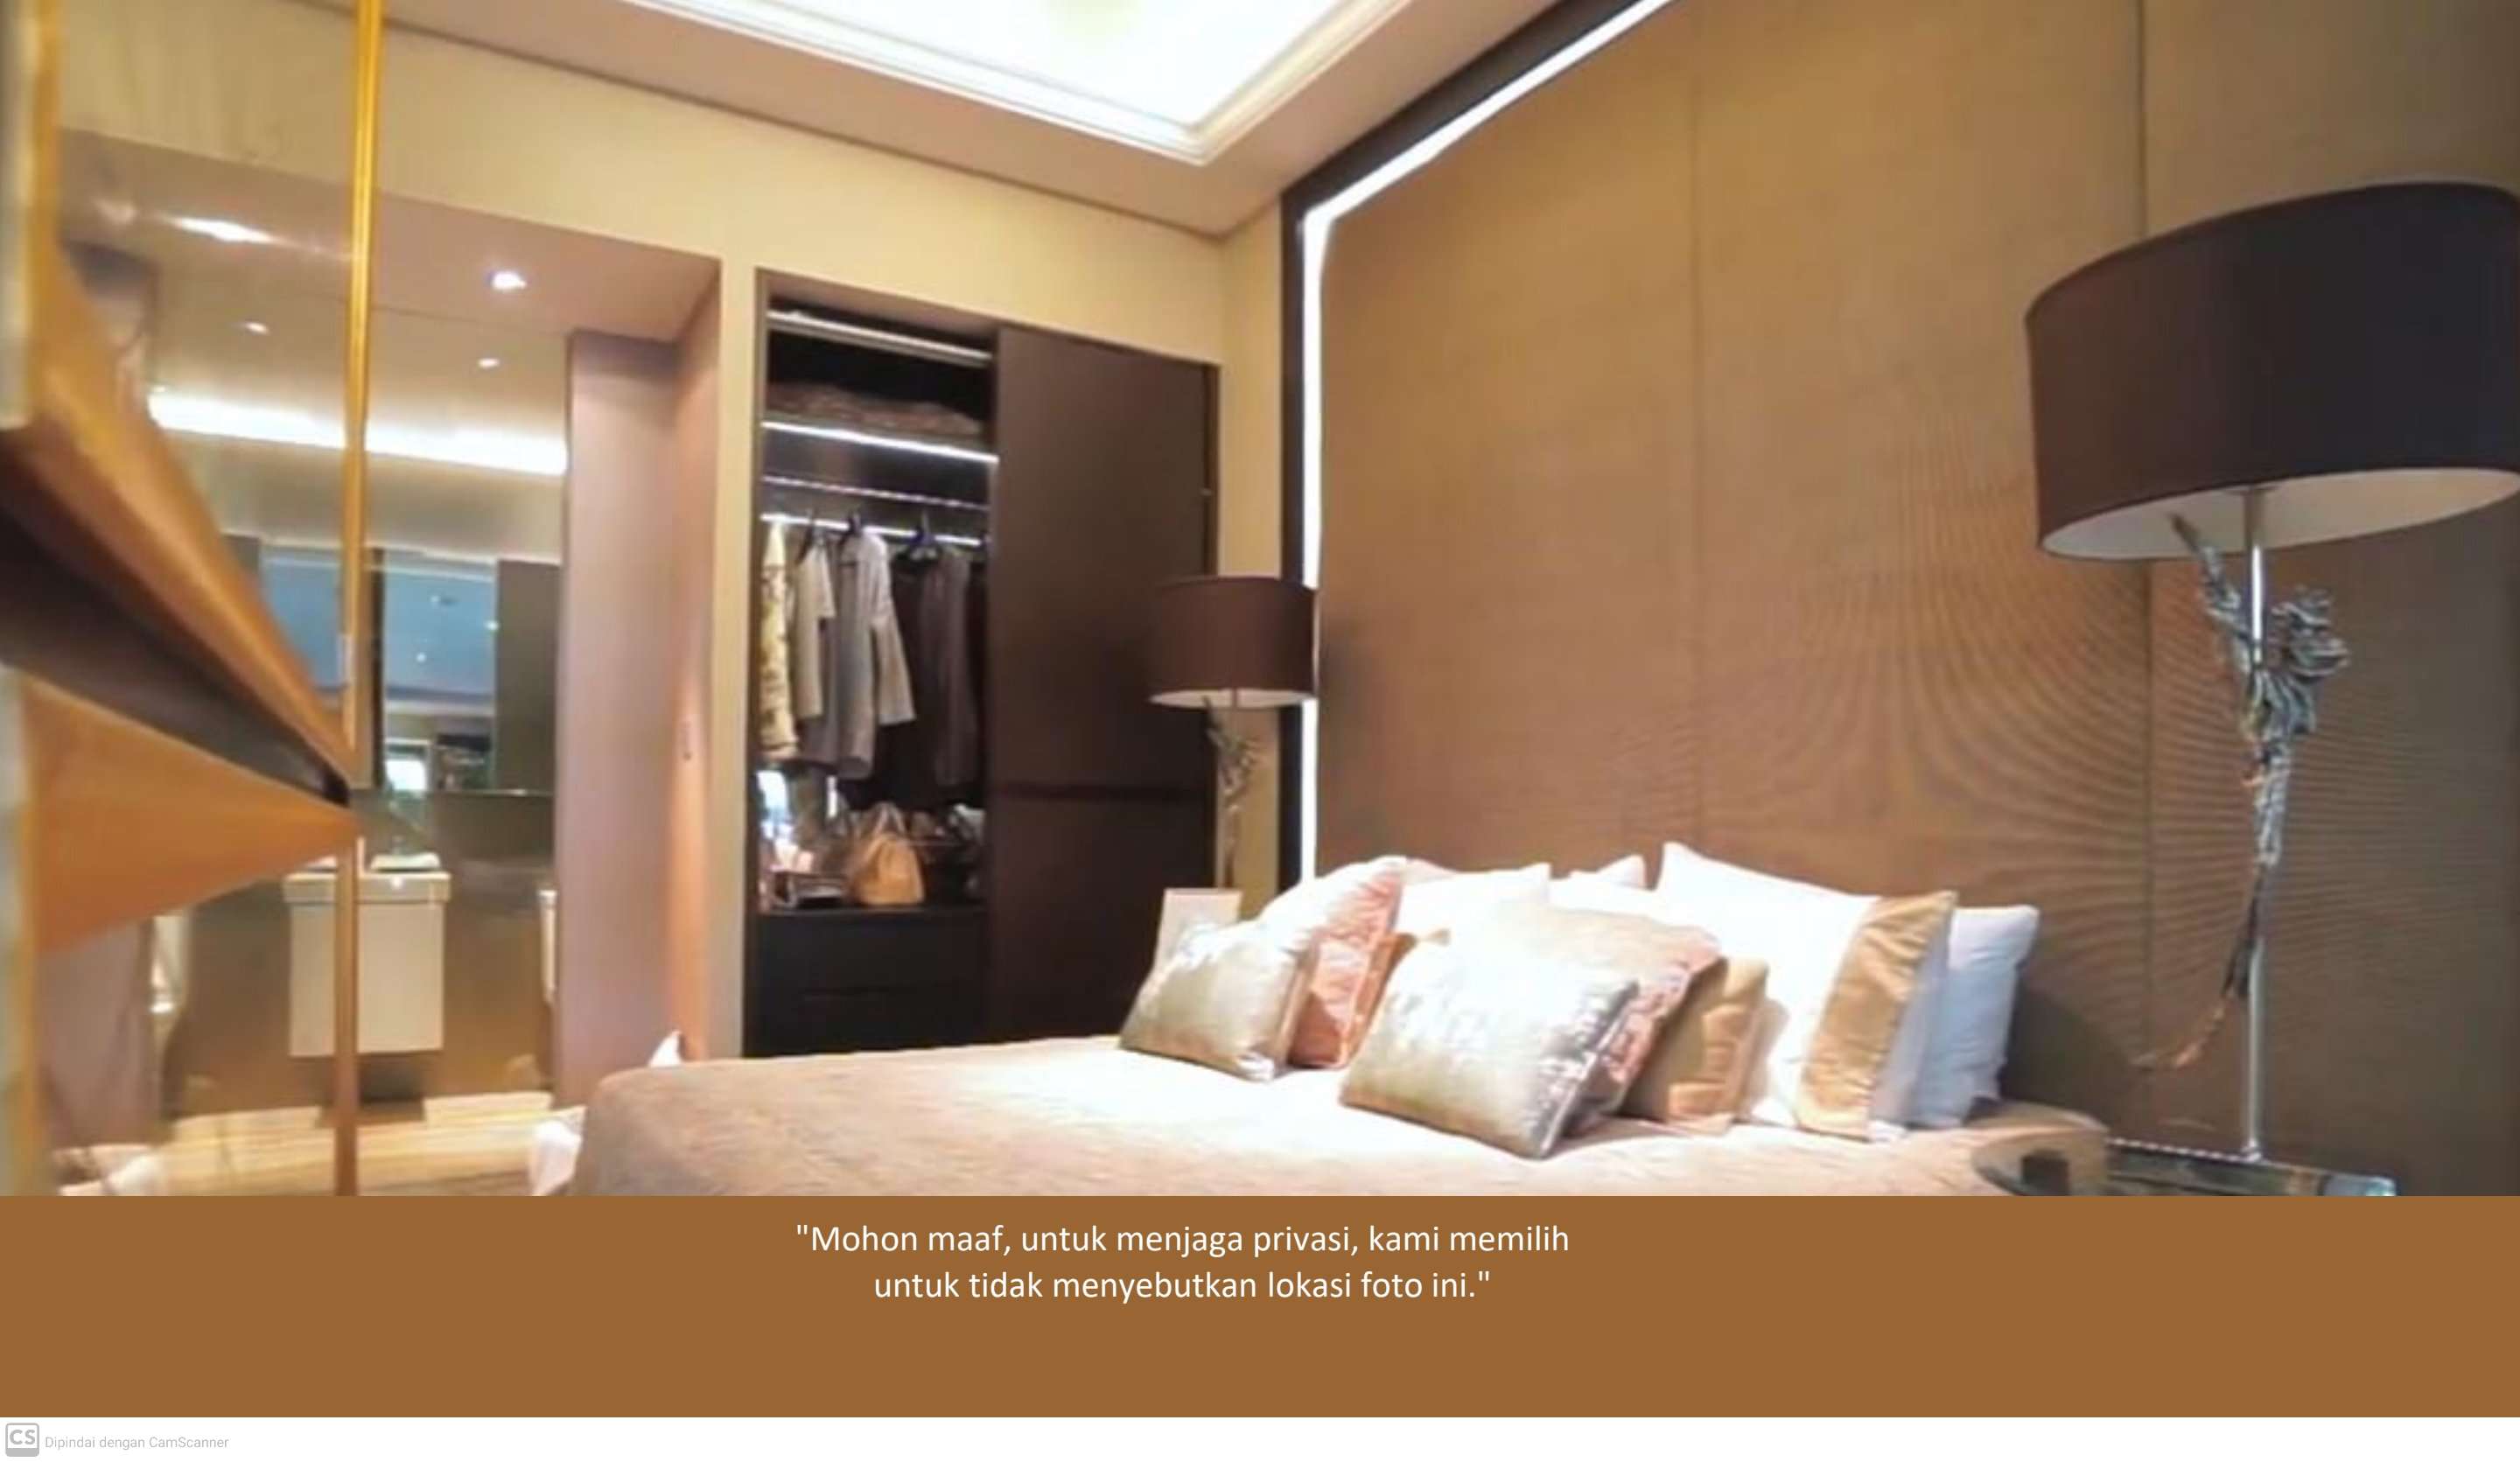 "Mohon maaf, untuk menjaga privasi, kami memilih
untuk tidak menyebutkan lokasi foto ini."
CS Dipindai dengan CamScanner